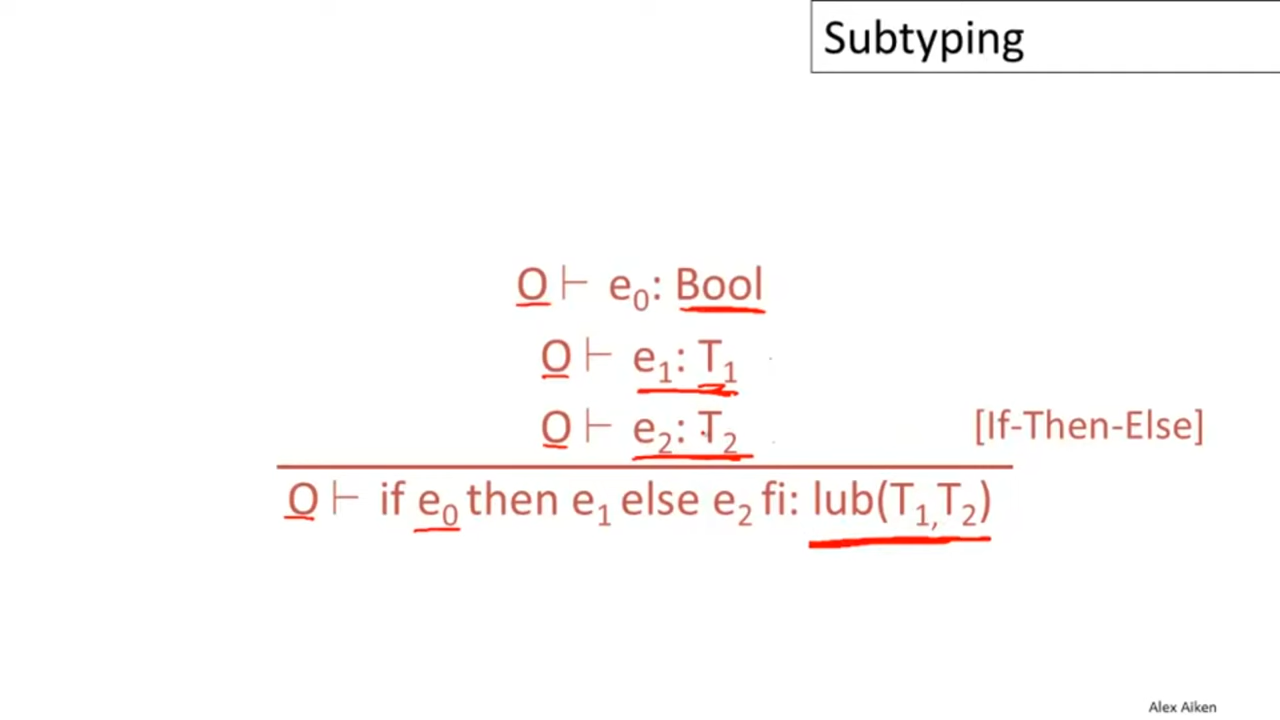 Subtyping
O ⊢ e₀: Bool
O ⊢ e₁: T₁
O ⊢ e₂: T₂
[If-Then-Else]
O ⊢ if e₀ then e₁ else e₂ fi: lub(T₁,T₂)
Alex Aiken